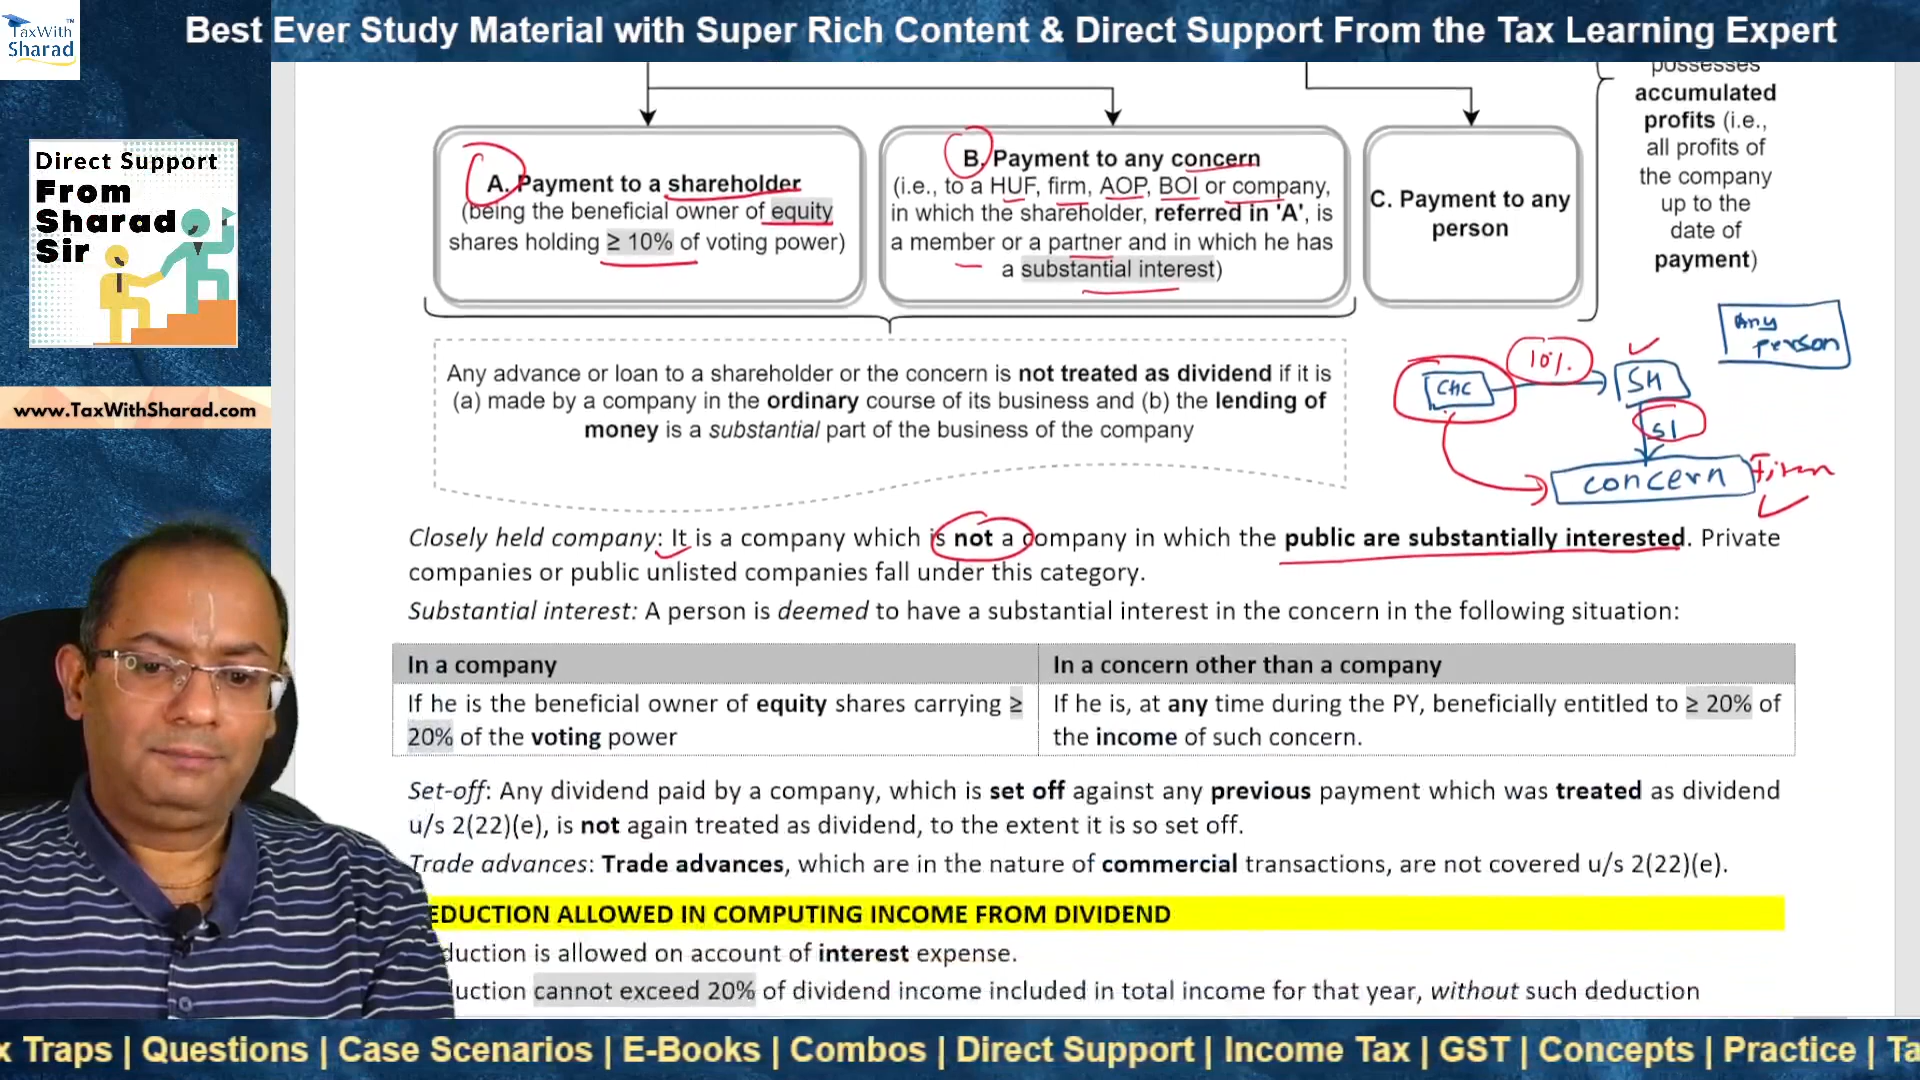 TaxWith
Sharad
TM
Best Ever Study Material with Super Rich Content & Direct Support From the Tax Learning Expert
Direct Support
From
Sharad
Sir
www.TaxWithSharad.com
A. Payment to a shareholder
(being the beneficial owner of equity
shares holding ≥ 10% of voting power)
B. Payment to any concern
(i.e., to a HUF, firm, AOP, BOI or company,
in which the shareholder, referred in 'A', is
a member or a partner and in which he has
a substantial interest)
C. Payment to any
person
possesses
accumulated
profits (i.e.,
all profits of
the company
up to the
date of
payment)
Any
person
CHC
10%
SH
SI
concern
Firm
Any advance or loan to a shareholder or the concern is not treated as dividend if it is
(a) made by a company in the ordinary course of its business and (b) the lending of
money is a substantial part of the business of the company
Closely held company: It is a company which is not a company in which the public are substantially interested. Private
companies or public unlisted companies fall under this category.
Substantial interest: A person is deemed to have a substantial interest in the concern in the following situation:
In a company
In a concern other than a company
If he is the beneficial owner of equity shares carrying ≥
20% of the voting power
If he is, at any time during the PY, beneficially entitled to ≥ 20% of
the income of such concern.
Set-off: Any dividend paid by a company, which is set off against any previous payment which was treated as dividend
u/s 2(22)(e), is not again treated as dividend, to the extent it is so set off.
Trade advances: Trade advances, which are in the nature of commercial transactions, are not covered u/s 2(22)(e).
EDUCTION ALLOWED IN COMPUTING INCOME FROM DIVIDEND
duction is allowed on account of interest expense.
uction cannot exceed 20% of dividend income included in total income for that year, without such deduction
x Traps | Questions | Case Scenarios | E-Books | Combos | Direct Support | Income Tax | GST | Concepts | Practice | Ta